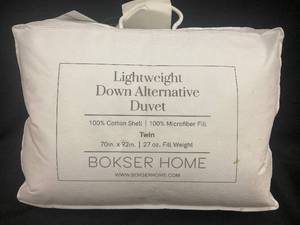 Lightweight
Down Alternative
Duvet
100% Cotton Shell | 100% Microfiber Fill
Twin
70in. x 92in. | 27 oz. Fill Weight
BOKSER HOME
WWW.BOKSERHOME.COM